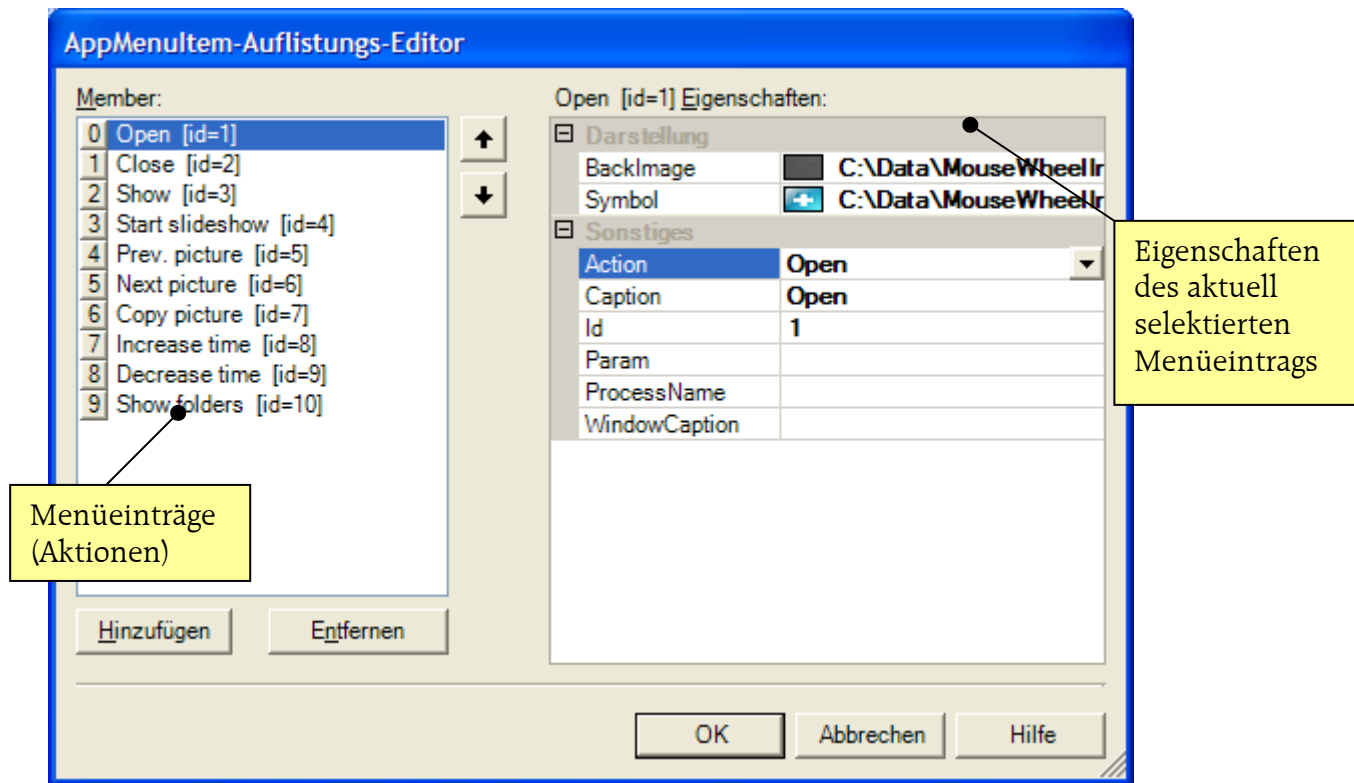 AppMenuItem-Auflistungs-Editor
Member:
0 Open [id=1]
1 Close [id=2]
2 Show [id=3]
3 Start slideshow [id=4]
4 Prev. picture [id=5]
5 Next picture [id=6]
6 Copy picture [id=7]
7 Increase time [id=8]
8 Decrease time [id=9]
9 Show folders [id=10]
Menüeinträge
(Aktionen)
Hinzufügen Entfernen
Open [id=1] Eigenschaften:
Darstellung
BackImage C:\Data\MouseWheelIr
Symbol C:\Data\MouseWheelIr
Sonstiges
Action Open
Caption Open
Id 1
Param
ProcessName
WindowCaption
Eigenschaften
des aktuell
selektierten
Menüeintrags
OK Abbrechen Hilfe